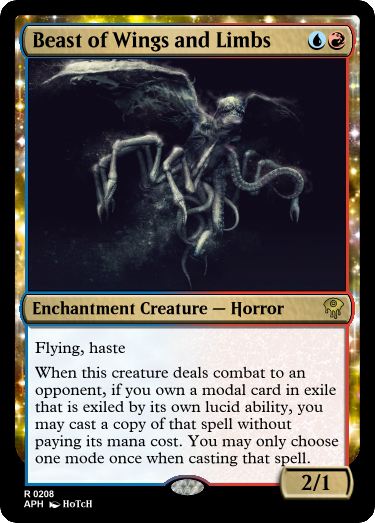 Beast of Wings and Limbs
Enchantment Creature — Horror
Flying, haste
When this creature deals combat to an
opponent, if you own a modal card in exile
that is exiled by its own lucid ability, you
may cast a copy of that spell without
paying its mana cost. You may only choose
one mode once when casting that spell.
2/1
R 0208
APH HoTcH